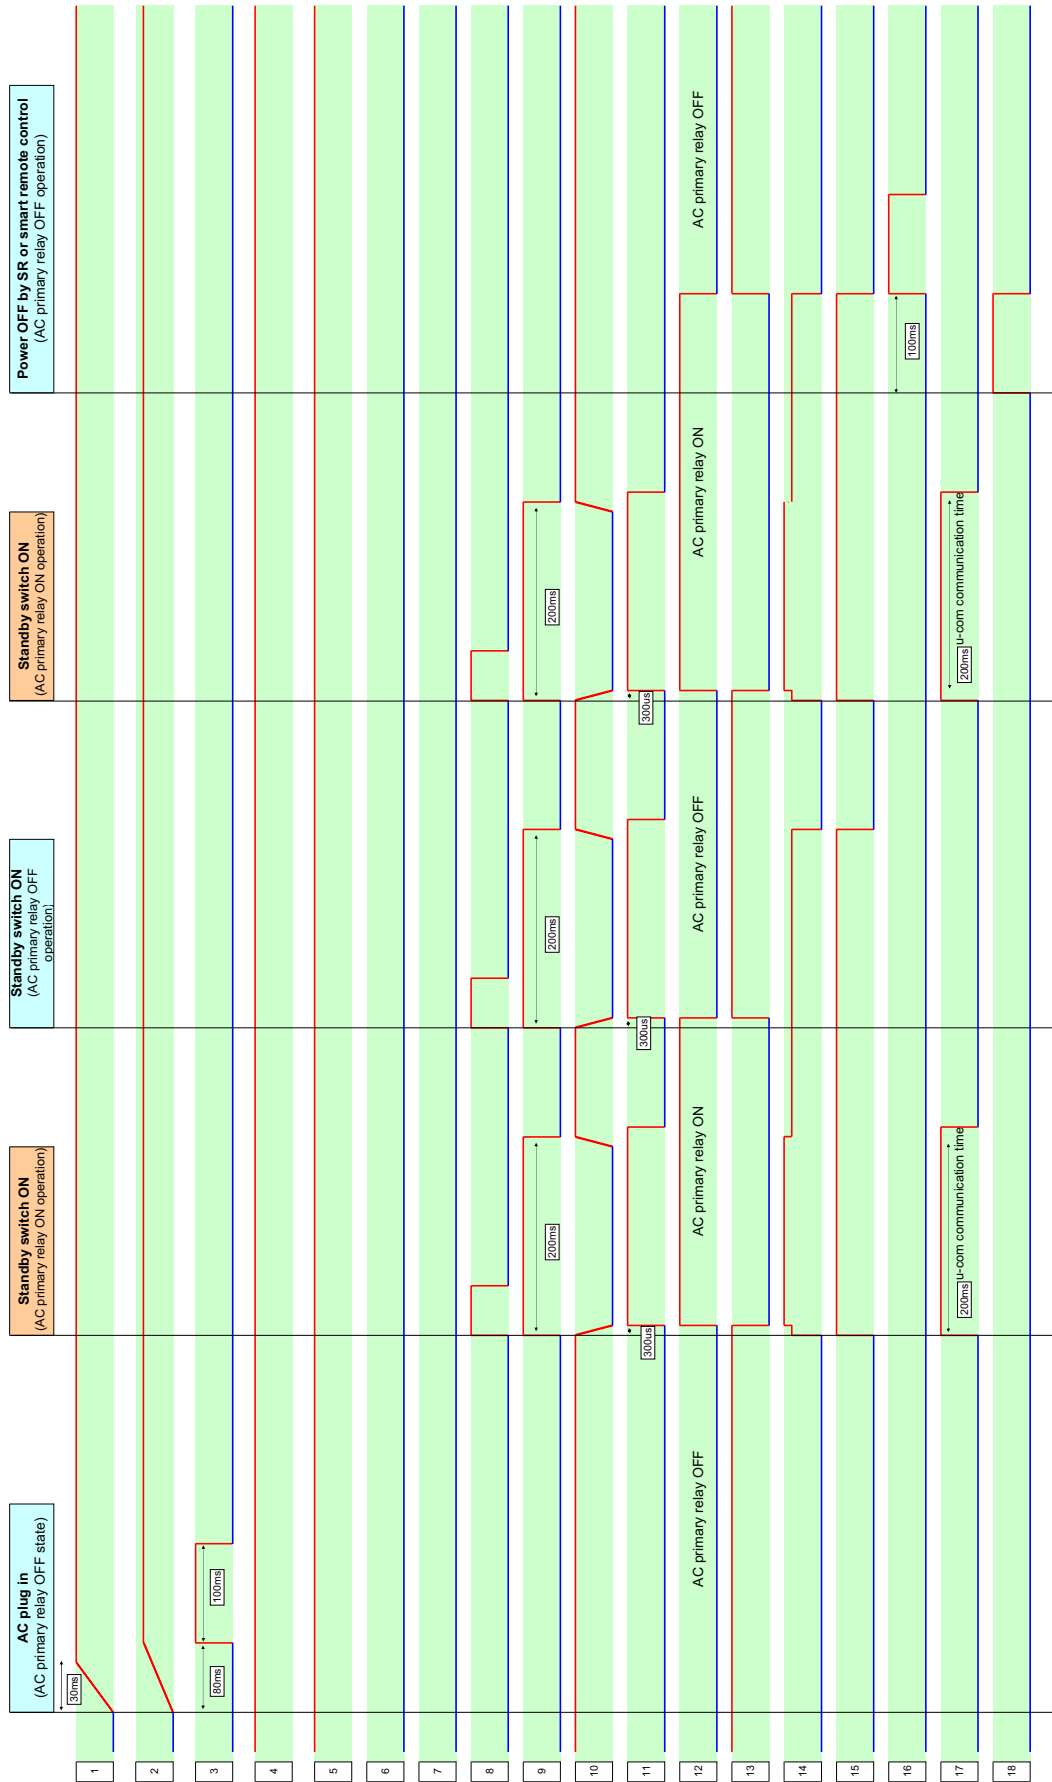 AC plug in
(AC primary relay OFF state)
Standby switch ON
(AC primary relay ON operation)
Standby switch ON
(AC primary relay OFF
operation)
Standby switch ON
(AC primary relay ON operation)
Power OFF by SR or smart remote control
(AC primary relay OFF operation)
30ms
1
2
3
80ms
100ms
4
5
6
7
8
9
200ms
200ms
200ms
10
11
300us
300us
300us
12
AC primary relay OFF
AC primary relay ON
AC primary relay OFF
AC primary relay ON
AC primary relay OFF
13
14
15
16
100ms
17
200ms
u-com communication time
200ms
u-com communication time
18